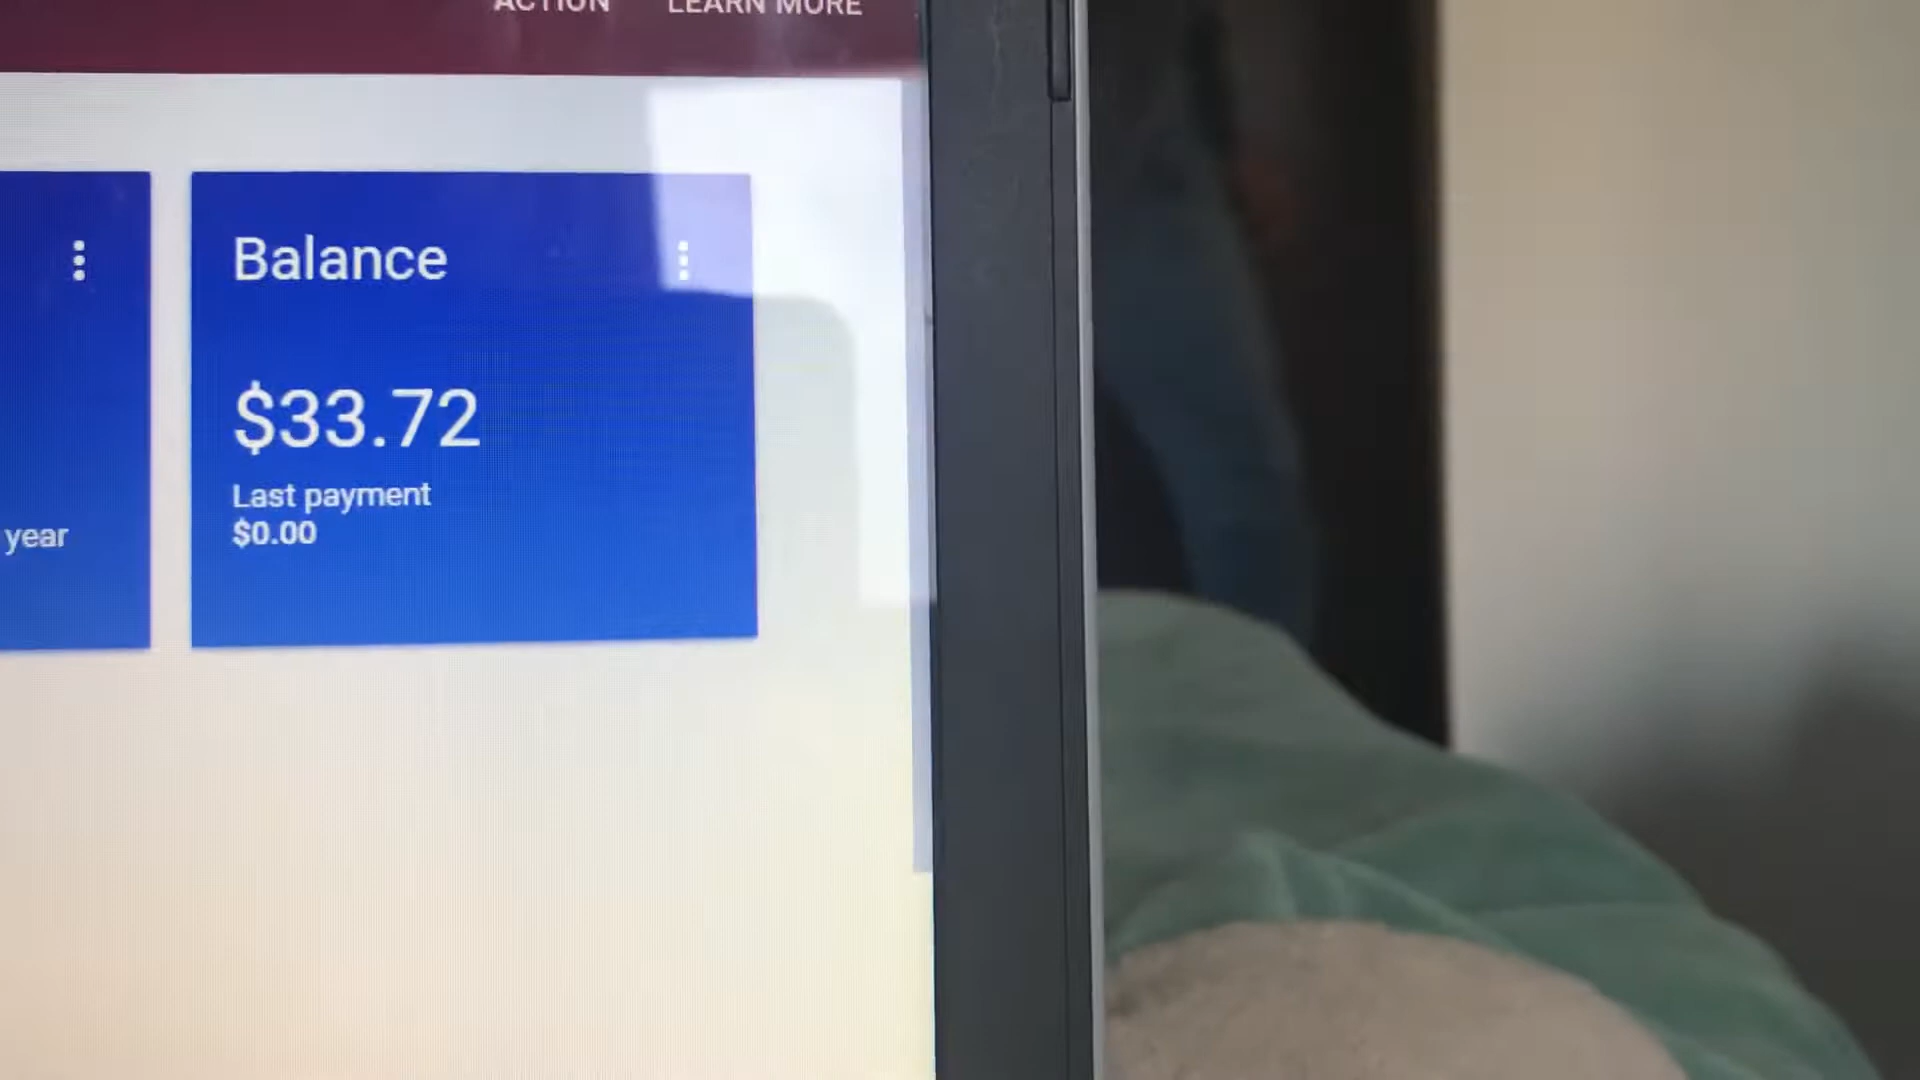 ACTION LEARN MORE
Balance
$33.72
Last payment
$0.00
year